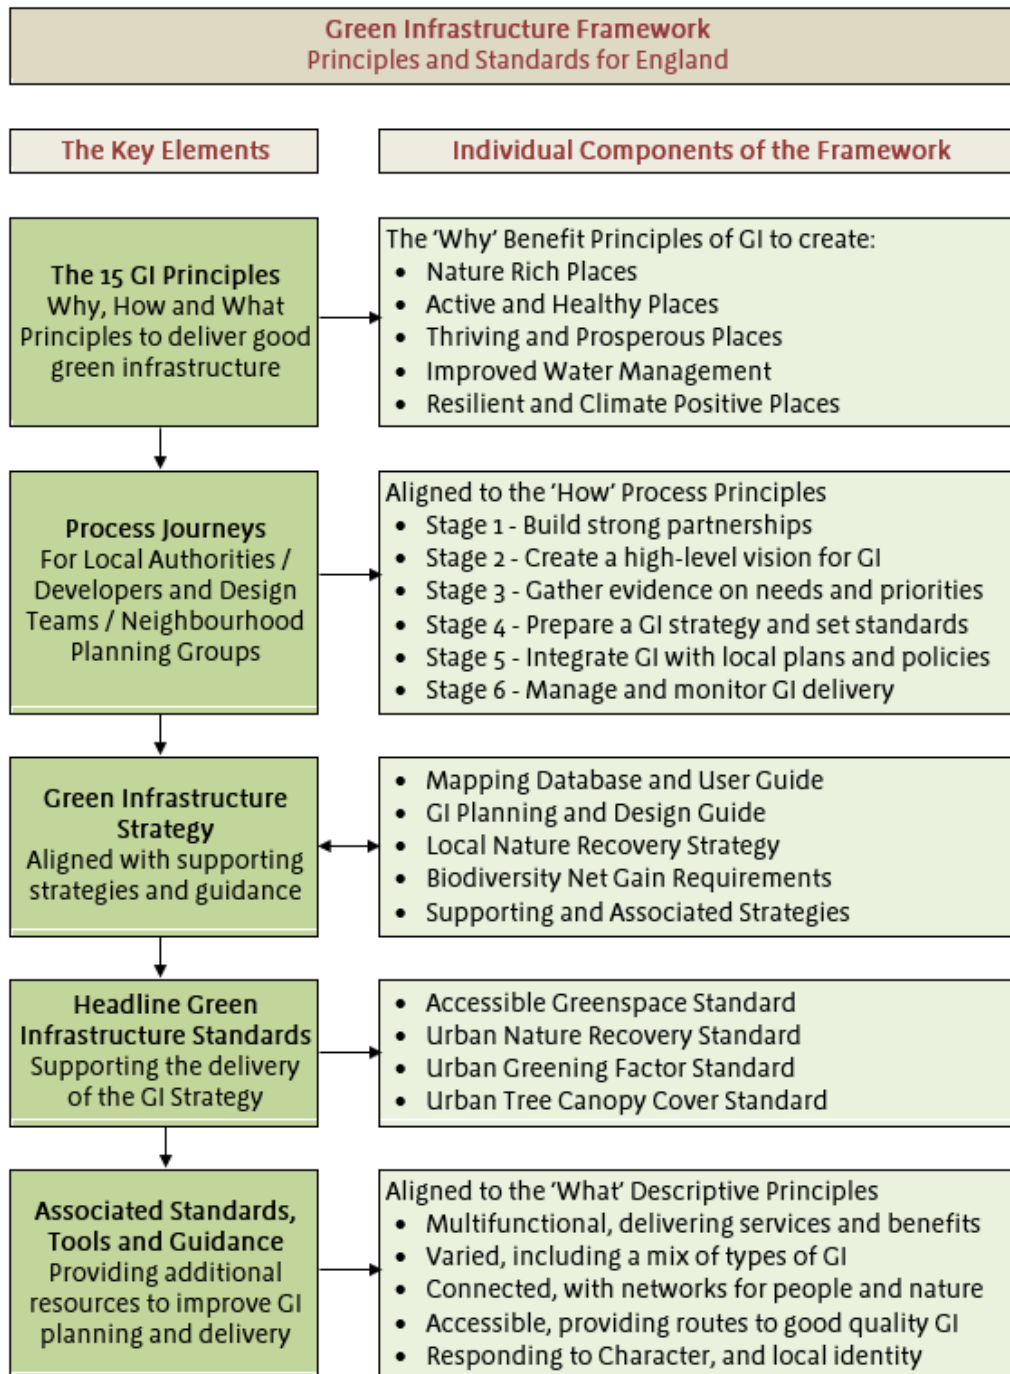 Green Infrastructure Framework
Principles and Standards for England
The Key Elements
Individual Components of the Framework
The 15 GI Principles
Why, How and What
Principles to deliver good
green infrastructure
The ‘Why’ Benefit Principles of GI to create:
• Nature Rich Places
• Active and Healthy Places
• Thriving and Prosperous Places
• Improved Water Management
• Resilient and Climate Positive Places
Process Journeys
For Local Authorities /
Developers and Design
Teams / Neighbourhood
Planning Groups
Aligned to the ‘How’ Process Principles
• Stage 1 - Build strong partnerships
• Stage 2 - Create a high-level vision for GI
• Stage 3 - Gather evidence on needs and priorities
• Stage 4 - Prepare a GI strategy and set standards
• Stage 5 - Integrate GI with local plans and policies
• Stage 6 - Manage and monitor GI delivery
Green Infrastructure
Strategy
Aligned with supporting
strategies and guidance
• Mapping Database and User Guide
• GI Planning and Design Guide
• Local Nature Recovery Strategy
• Biodiversity Net Gain Requirements
• Supporting and Associated Strategies
Headline Green
Infrastructure Standards
Supporting the delivery
of the GI Strategy
• Accessible Greenspace Standard
• Urban Nature Recovery Standard
• Urban Greening Factor Standard
• Urban Tree Canopy Cover Standard
Associated Standards,
Tools and Guidance
Providing additional
resources to improve GI
planning and delivery
Aligned to the ‘What’ Descriptive Principles
• Multifunctional, delivering services and benefits
• Varied, including a mix of types of GI
• Connected, with networks for people and nature
• Accessible, providing routes to good quality GI
• Responding to Character, and local identity